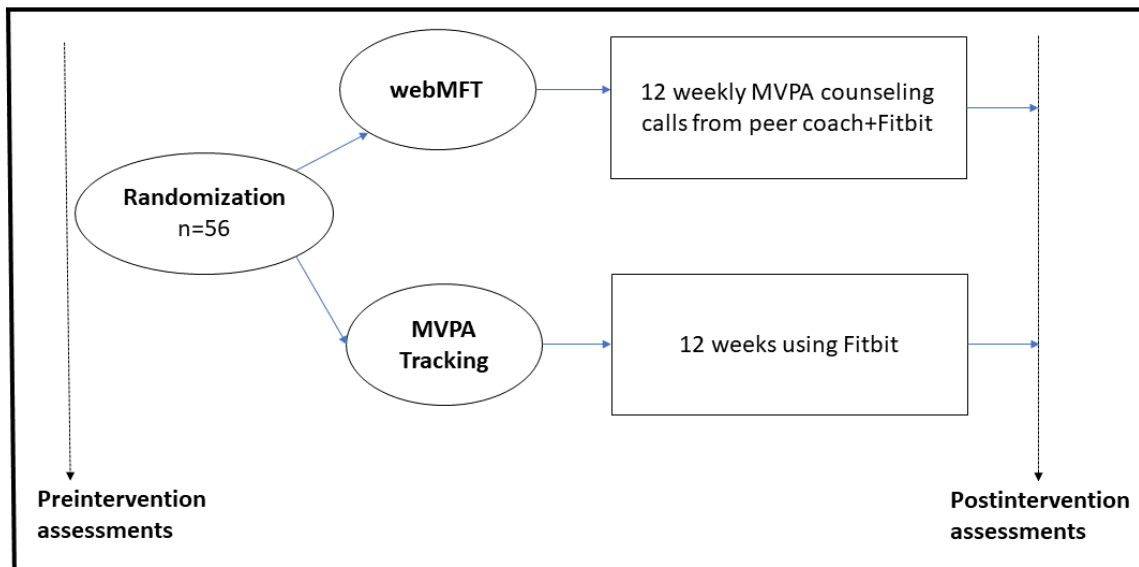 webMFT
12 weekly MVPA counseling
calls from peer coach+Fitbit
Randomization
n=56
MVPA
Tracking
12 weeks using Fitbit
Preintervention
assessments
Postintervention
assessments